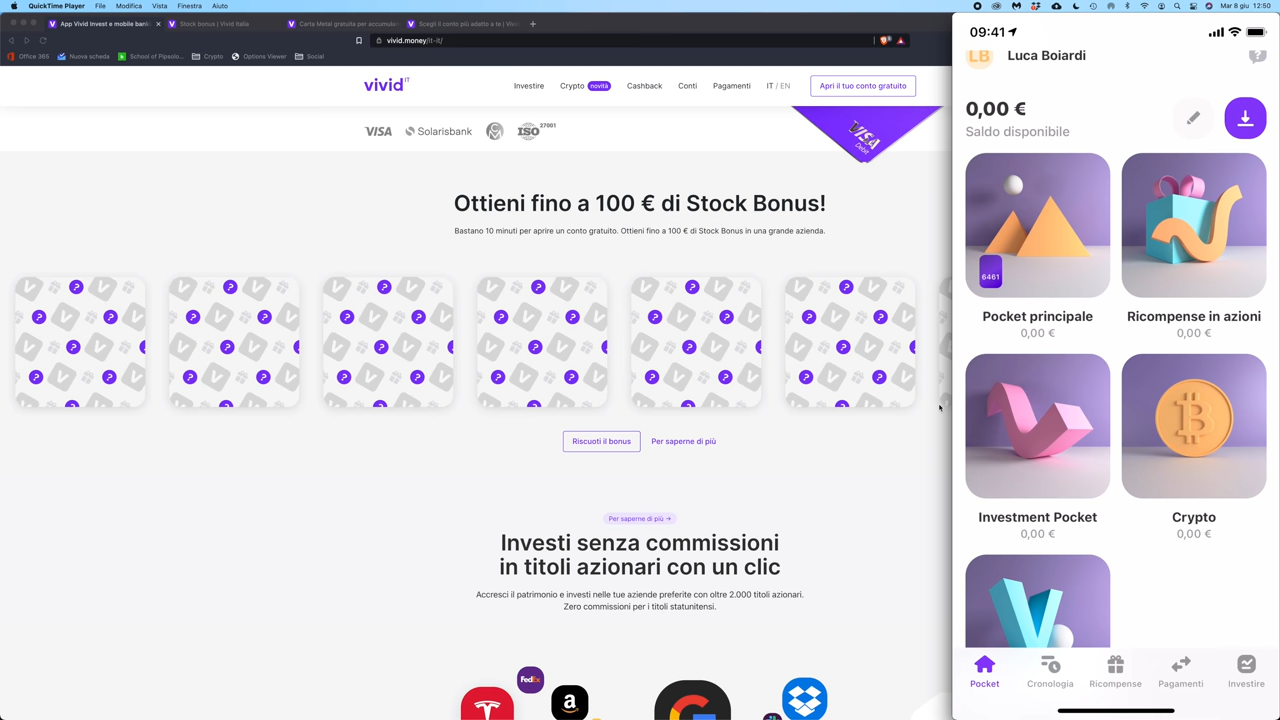 QuickTime Player File Modifica Vista Finestra Aiuto
Mar 8 giu 12:50
App Vivid Invest e mobile bank
Stock bonus | Vivid Italia
Carta Metal gratuita per accumula
Scegli il conto più adatto a te | Vivi
vivid.money/it-it/
Office 365
Nuova scheda
School of Pipsolo...
Crypto
Options Viewer
Social
vivid IT
Investire
Crypto novità
Cashback
Conti
Pagamenti
IT / EN
Apri il tuo conto gratuito
VISA
Solarisbank
ISO 27001
VISA
Debit
Ottieni fino a 100 € di Stock Bonus!
Bastano 10 minuti per aprire un conto gratuito. Ottieni fino a 100 € di Stock Bonus in una grande azienda.
Riscuoti il bonus
Per saperne di più
Per saperne di più →
Investi senza commissioni
in titoli azionari con un clic
Accresci il patrimonio e investi nelle tue aziende preferite con oltre 2.000 titoli azionari.
Zero commissioni per i titoli statunitensi.
FedEx
09:41
LB
Luca Boiardi
0,00 €
Saldo disponibile
6461
Pocket principale
0,00 €
Ricompense in azioni
0,00 €
Investment Pocket
0,00 €
Crypto
0,00 €
Pocket
Cronologia
Ricompense
Pagamenti
Investire